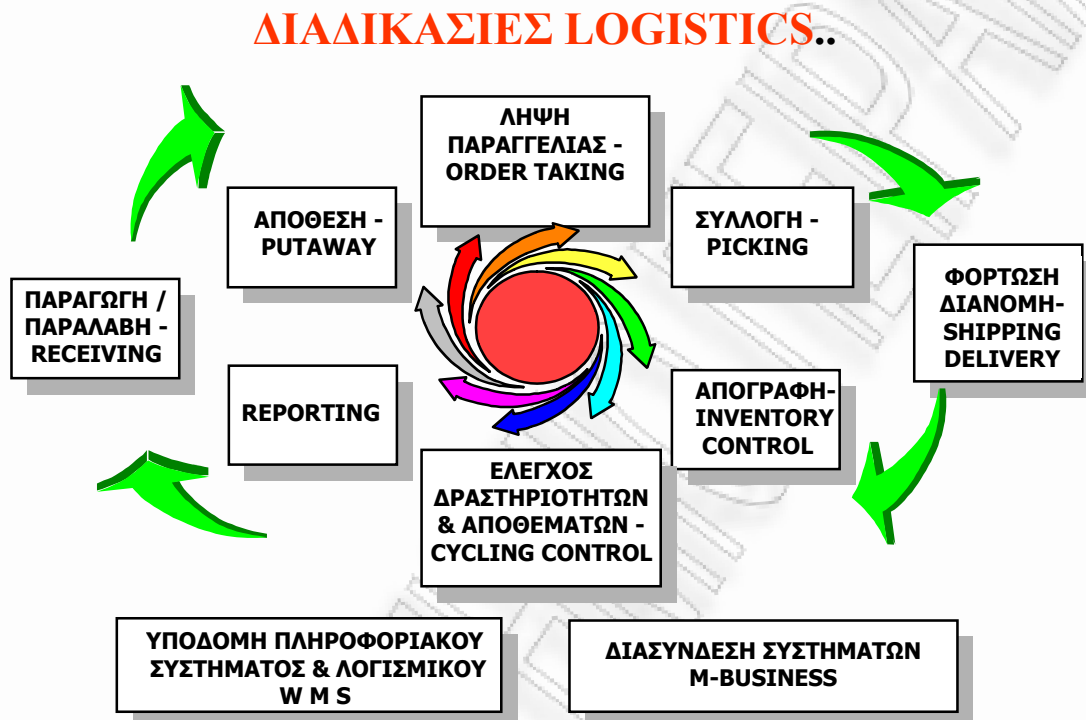 ΔΙΑΔΙΚΑΣΙΕΣ LOGISTICS..
ΛΗΨΗ
ΠΑΡΑΓΓΕΛΙΑΣ -
ORDER TAKING
ΑΠΟΘΕΣΗ -
PUTAWAY
ΣΥΛΛΟΓΗ -
PICKING
ΠΑΡΑΓΩΓΗ /
ΠΑΡΑΛΑΒΗ -
RECEIVING
ΦΟΡΤΩΣΗ
ΔΙΑΝΟΜΗ-
SHIPPING
DELIVERY
REPORTING
ΑΠΟΓΡΑΦΗ-
INVENTORY
CONTROL
ΕΛΕΓΧΟΣ
ΔΡΑΣΤΗΡΙΟΤΗΤΩΝ
& ΑΠΟΘΕΜΑΤΩΝ -
CYCLING CONTROL
ΥΠΟΔΟΜΗ ΠΛΗΡΟΦΟΡΙΑΚΟΥ
ΣΥΣΤΗΜΑΤΟΣ & ΛΟΓΙΣΜΙΚΟΥ
W M S
ΔΙΑΣΥΝΔΕΣΗ ΣΥΣΤΗΜΑΤΩΝ
M-BUSINESS